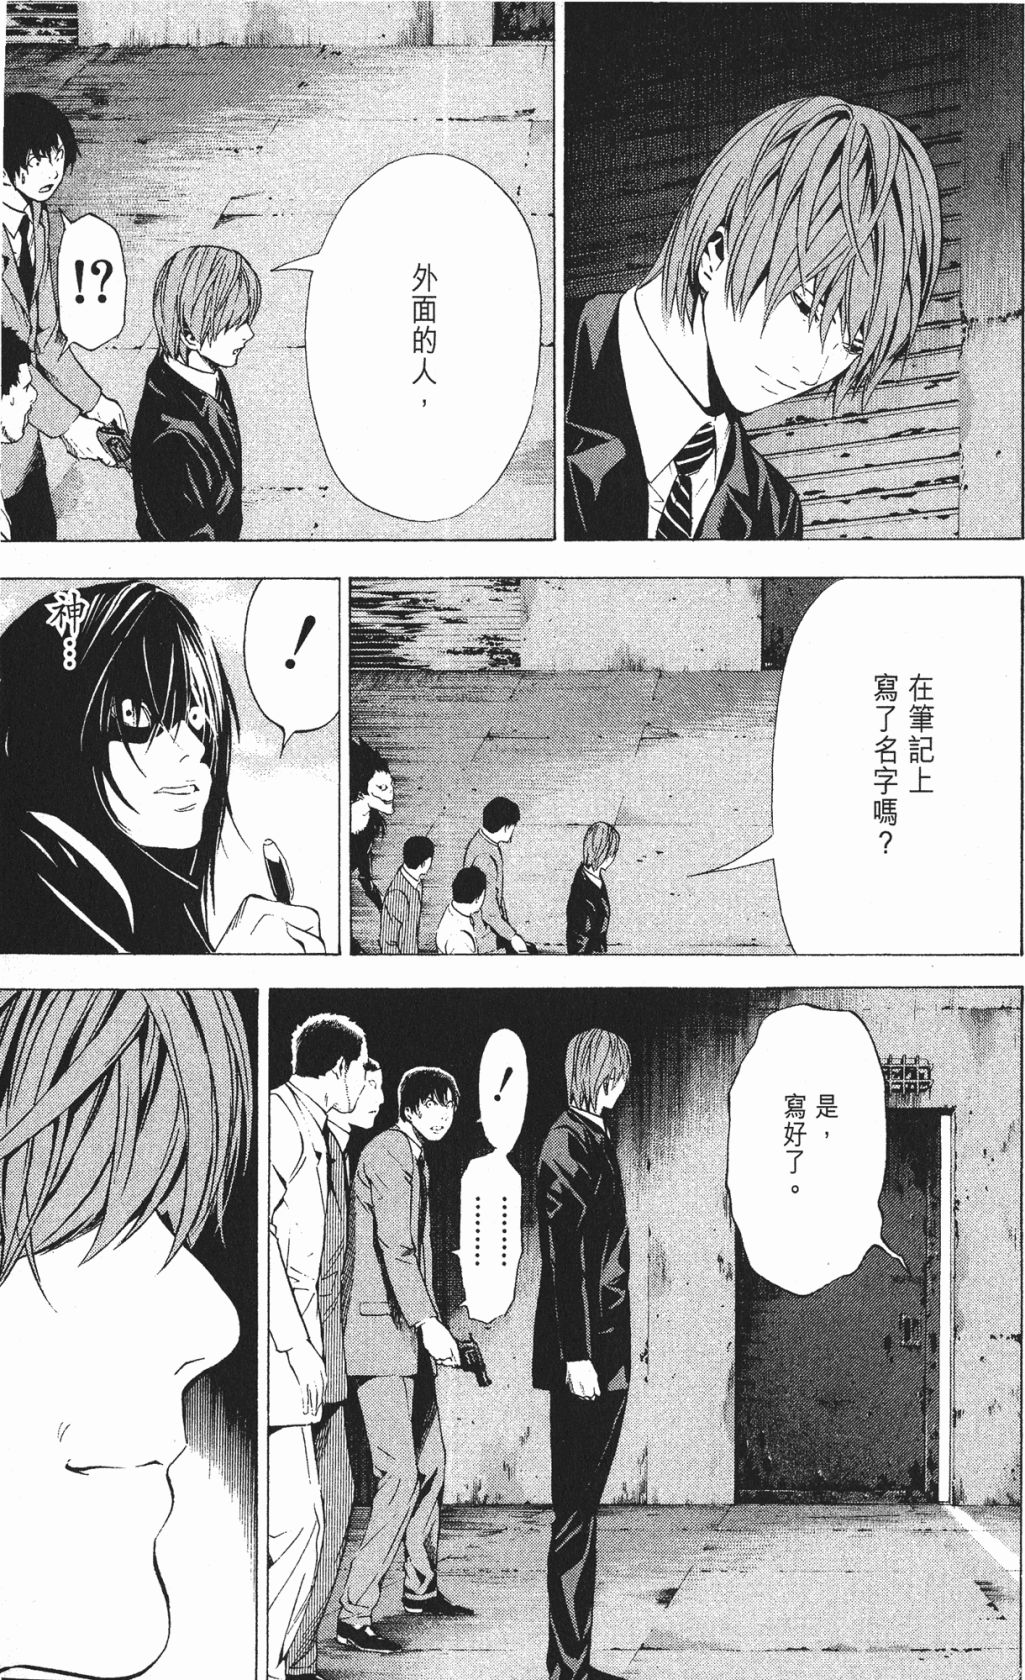 外面的人，
!?
在筆記上
寫了名字嗎？
！
神…
是，
寫好了。
！
………………